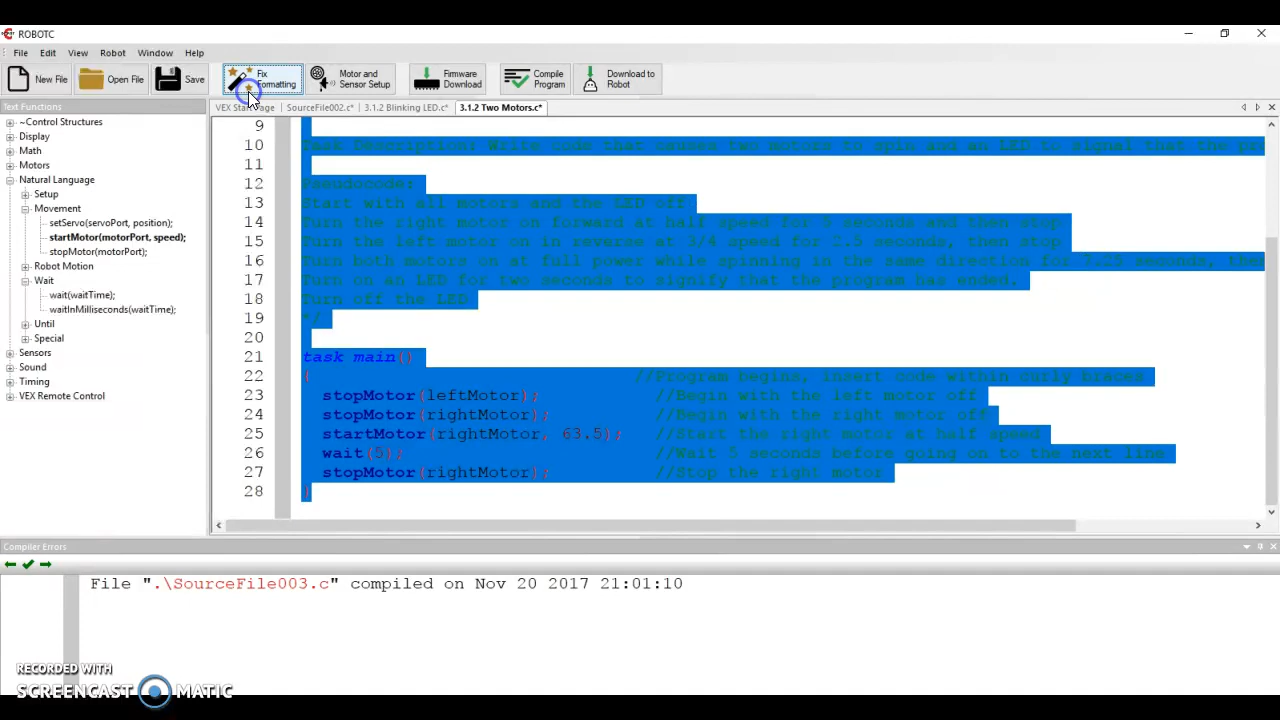 ROBOTC
File Edit View Robot Window Help
New File Open File Save Fix Formatting Motor and Sensor Setup Firmware Download Compile Program Download to Robot
Text Functions
VEX Start Page SourceFile002.c* 3.1.2 Blinking LED.c* 3.1.2 Two Motors.c*
~Control Structures
Display
Math
Motors
Natural Language
Setup
Movement
setServo(servoPort, position);
startMotor(motorPort, speed);
stopMotor(motorPort);
Robot Motion
Wait
wait(waitTime);
waitInMilliseconds(waitTime);
Until
Special
Sensors
Sound
Timing
VEX Remote Control
9
10 Task Description: Write code that causes two motors to spin and an LED to signal that the pro
11
12 Pseudocode:
13 Start with all motors and the LED off
14 Turn the right motor on forward at half speed for 5 seconds and then stop
15 Turn the left motor on in reverse at 3/4 speed for 2.5 seconds, then stop
16 Turn both motors on at full power while spinning in the same direction for 7.25 seconds, then
17 Turn on an LED for two seconds to signify that the program has ended.
18 Turn off the LED
19 */
20
21 task main()
22 { //Program begins, insert code within curly braces
23 stopMotor(leftMotor); //Begin with the left motor off
24 stopMotor(rightMotor); //Begin with the right motor off
25 startMotor(rightMotor, 63.5); //Start the right motor at half speed
26 wait(5); //Wait 5 seconds before going on to the next line
27 stopMotor(rightMotor); //Stop the right motor
28 }
Compiler Errors
File ".\SourceFile003.c" compiled on Nov 20 2017 21:01:10
RECORDED WITH
SCREENCAST MATIC